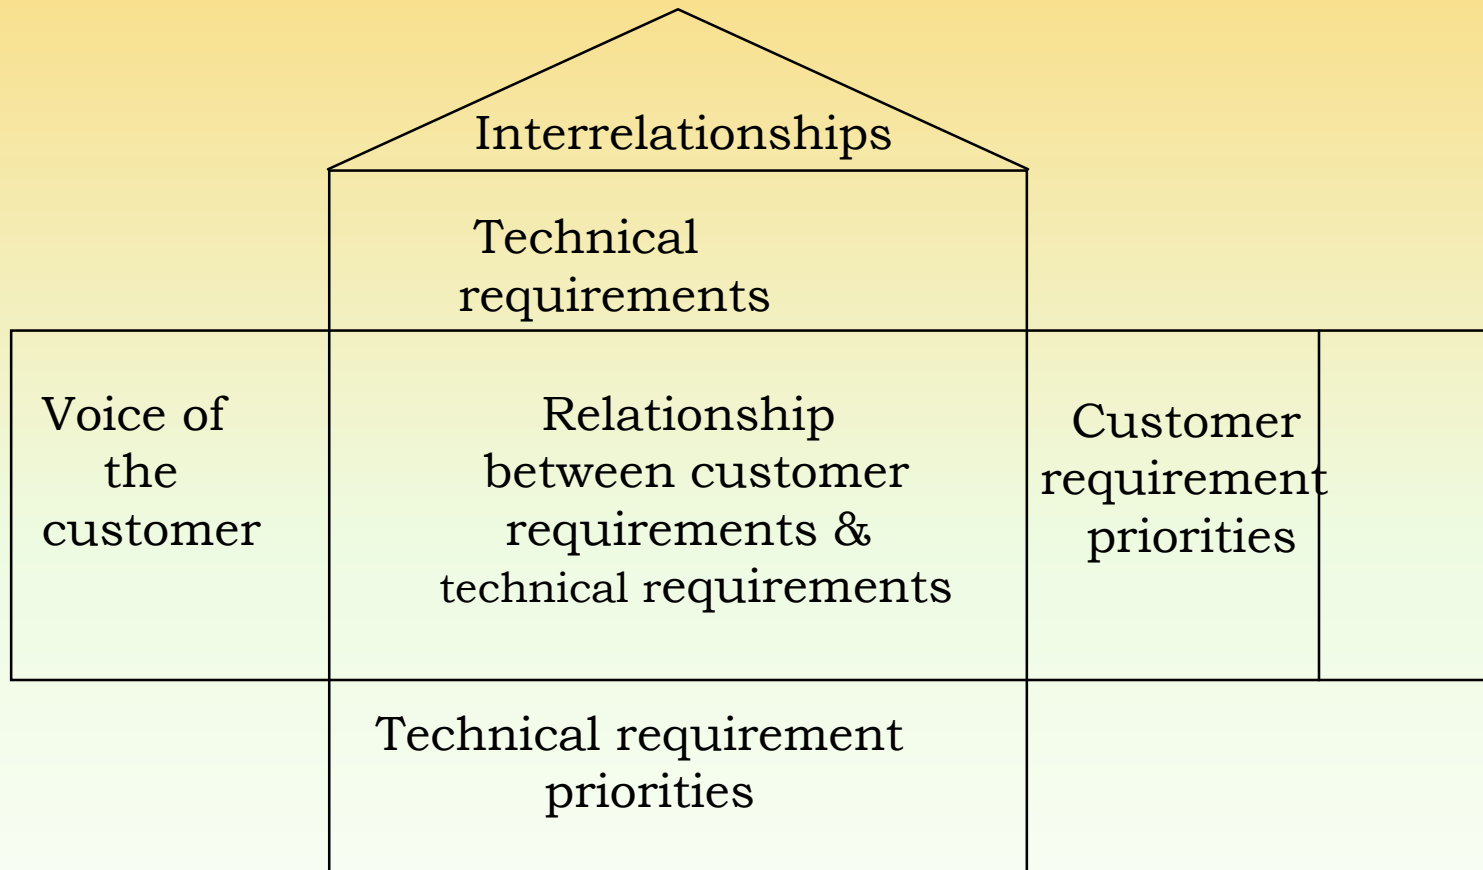 Interrelationships
Technical
requirements
Voice of
the
customer
Relationship
between customer
requirements &
technical requirements
Customer
requirement
priorities
Technical requirement
priorities